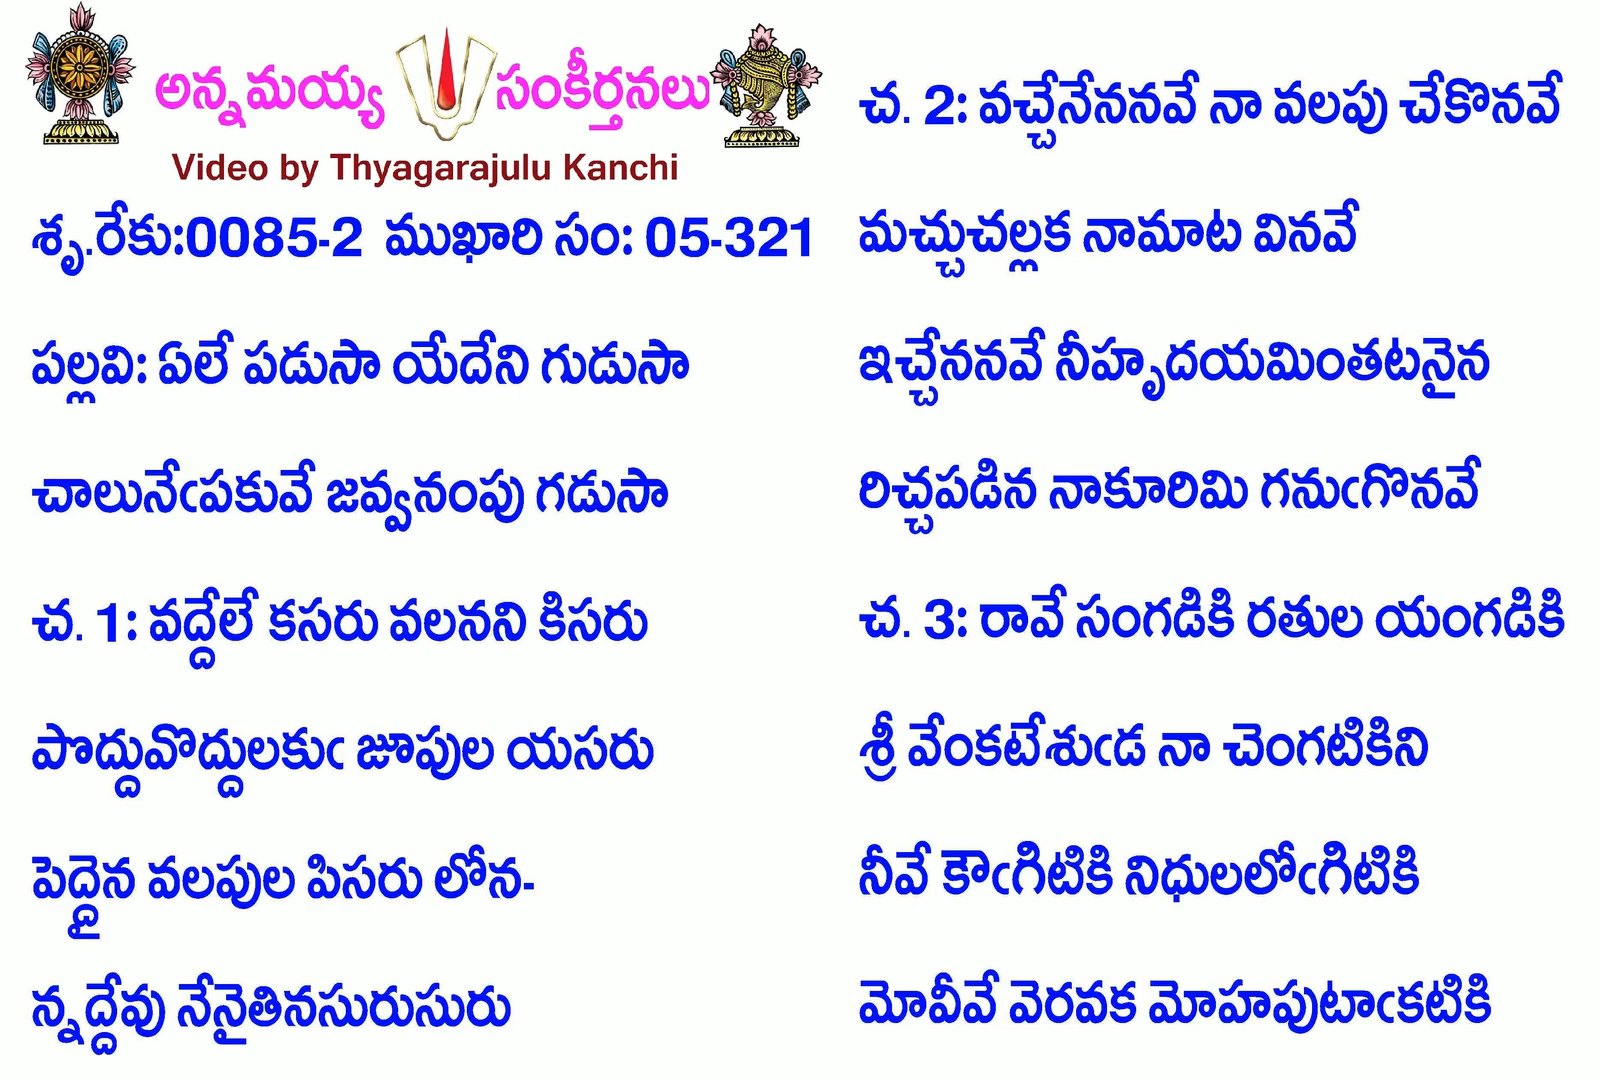 అన్నమయ్య సంకీర్తనలు
Video by Thyagarajulu Kanchi
శృ.రేకు:0085-2 ముఖారి సం: 05-321
పల్లవి: ఏలే పడుసా యేదేని గుడుసా
చాలునేఁపకువే జవ్వనంపు గడుసా
చ. 1: వద్దేలే కసరు వలనని కిసరు
పొద్దువొద్దులకుఁ జూపుల యసరు
పెద్దైన వలపుల పిసరు లోన-
న్నద్దేవు నేనైతినసురుసురు
చ. 2: వచ్చేనేననవే నా వలపు చేకొనవే
మచ్చుచల్లక నామాట వినవే
ఇచ్చేననవే నీహృదయమింతటనైన
రిచ్చపడిన నాకూరిమి గనుఁగొనవే
చ. 3: రావే సంగడికి రతుల యంగడికి
శ్రీ వేంకటేశుఁడ నా చెంగటికిని
నీవే కౌఁగిటికి నిధులలోఁగిటికి
మోవీవే వెరవక మోహపుటాఁకటికి